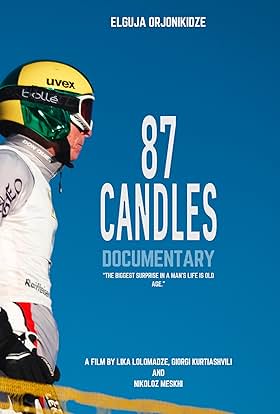 ELGUJA ORJONIKIDZE
uvex
bollé
87
CANDLES
DOCUMENTARY
"THE BIGGEST SURPRISE IN A MAN'S LIFE IS OLD
AGE."
Raiffeisen
A FILM BY LIKA LOLOMADZE, GIORGI KURTIASHVILI
AND
NIKOLOZ MESKHI